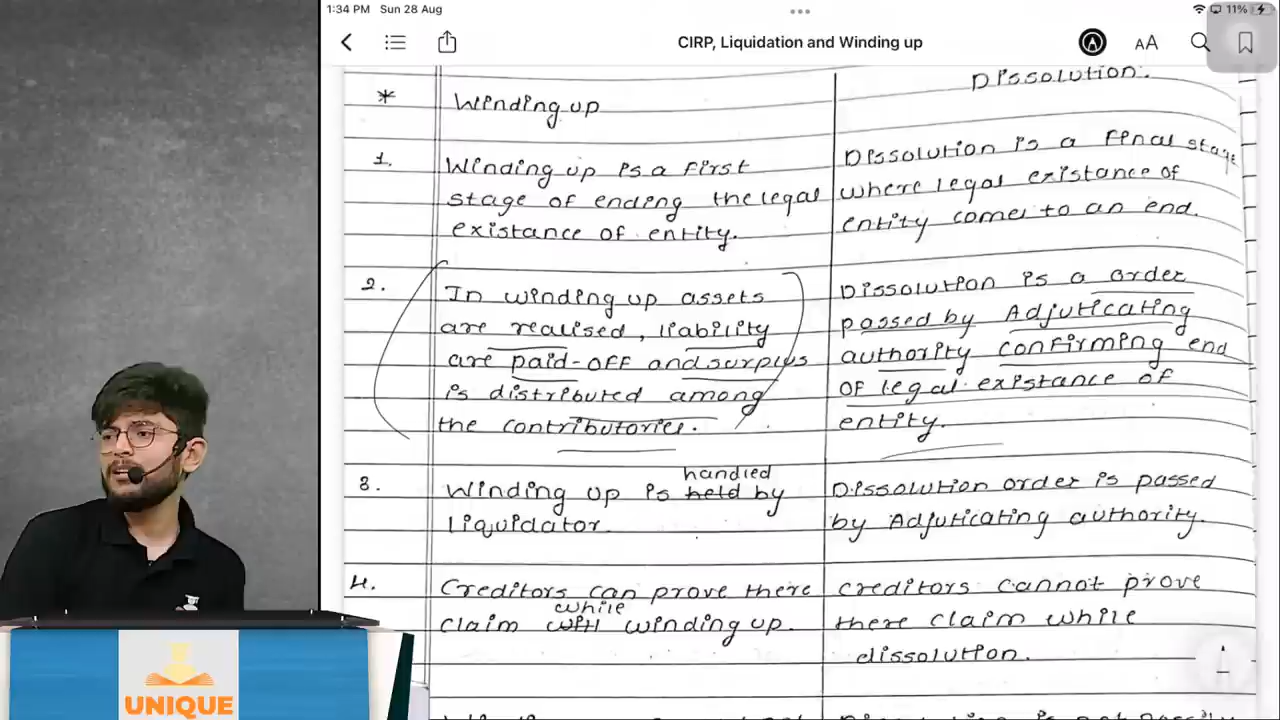 1:34 PM Sun 28 Aug
11%
CIRP, Liquidation and Winding up
AA
* Winding up
Dissolution.
1. Winding up is a first
stage of ending the legal
existance of entity.
Dissolution is a final stage
where legal existance of
entity comes to an end.
2. In winding up assets
are realised, liability
are paid-off and surplus
is distributed among
the contributories.
Dissolution is a order
passed by Adjuticating
authority confirming end
of legal existance of
entity.
3. Winding up is held by
handled
liquidator.
Dissolution order is passed
by Adjuticating authority.
4. Creditors can prove there
while
claim with winding up.
Creditors cannot prove
there claim while
dissolution.
UNIQUE